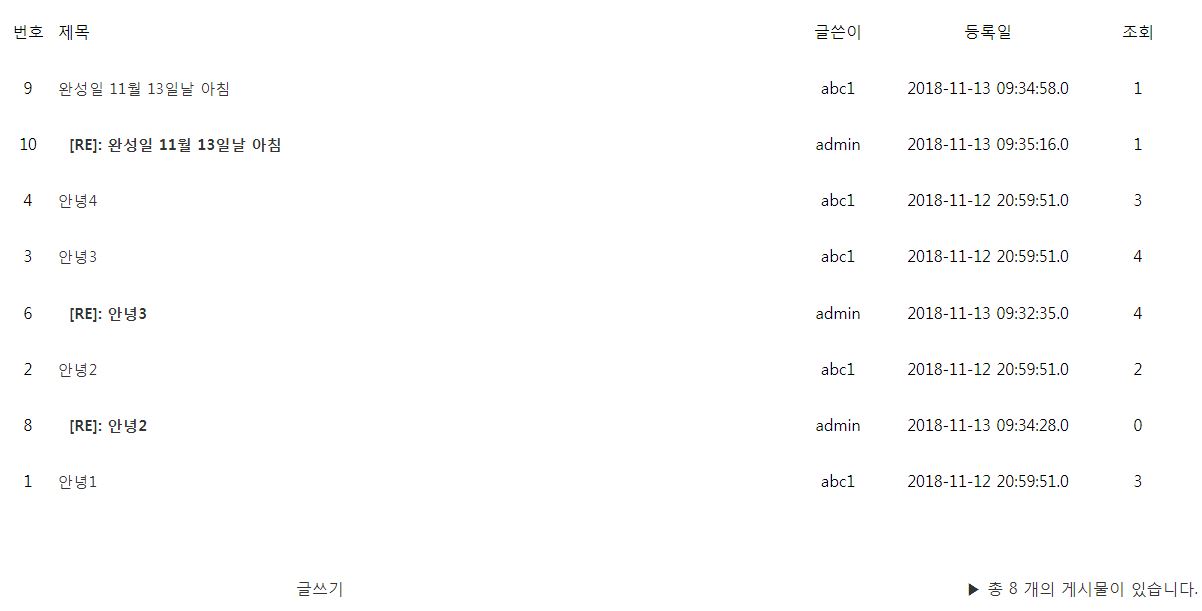 번호 제목 글쓴이 등록일 조회
9 완성일 11월 13일날 아침 abc1 2018-11-13 09:34:58.0 1
10 [RE]: 완성일 11월 13일날 아침 admin 2018-11-13 09:35:16.0 1
4 안녕4 abc1 2018-11-12 20:59:51.0 3
3 안녕3 abc1 2018-11-12 20:59:51.0 4
6 [RE]: 안녕3 admin 2018-11-13 09:32:35.0 4
2 안녕2 abc1 2018-11-12 20:59:51.0 2
8 [RE]: 안녕2 admin 2018-11-13 09:34:28.0 0
1 안녕1 abc1 2018-11-12 20:59:51.0 3
글쓰기 ▶ 총 8 개의 게시물이 있습니다.